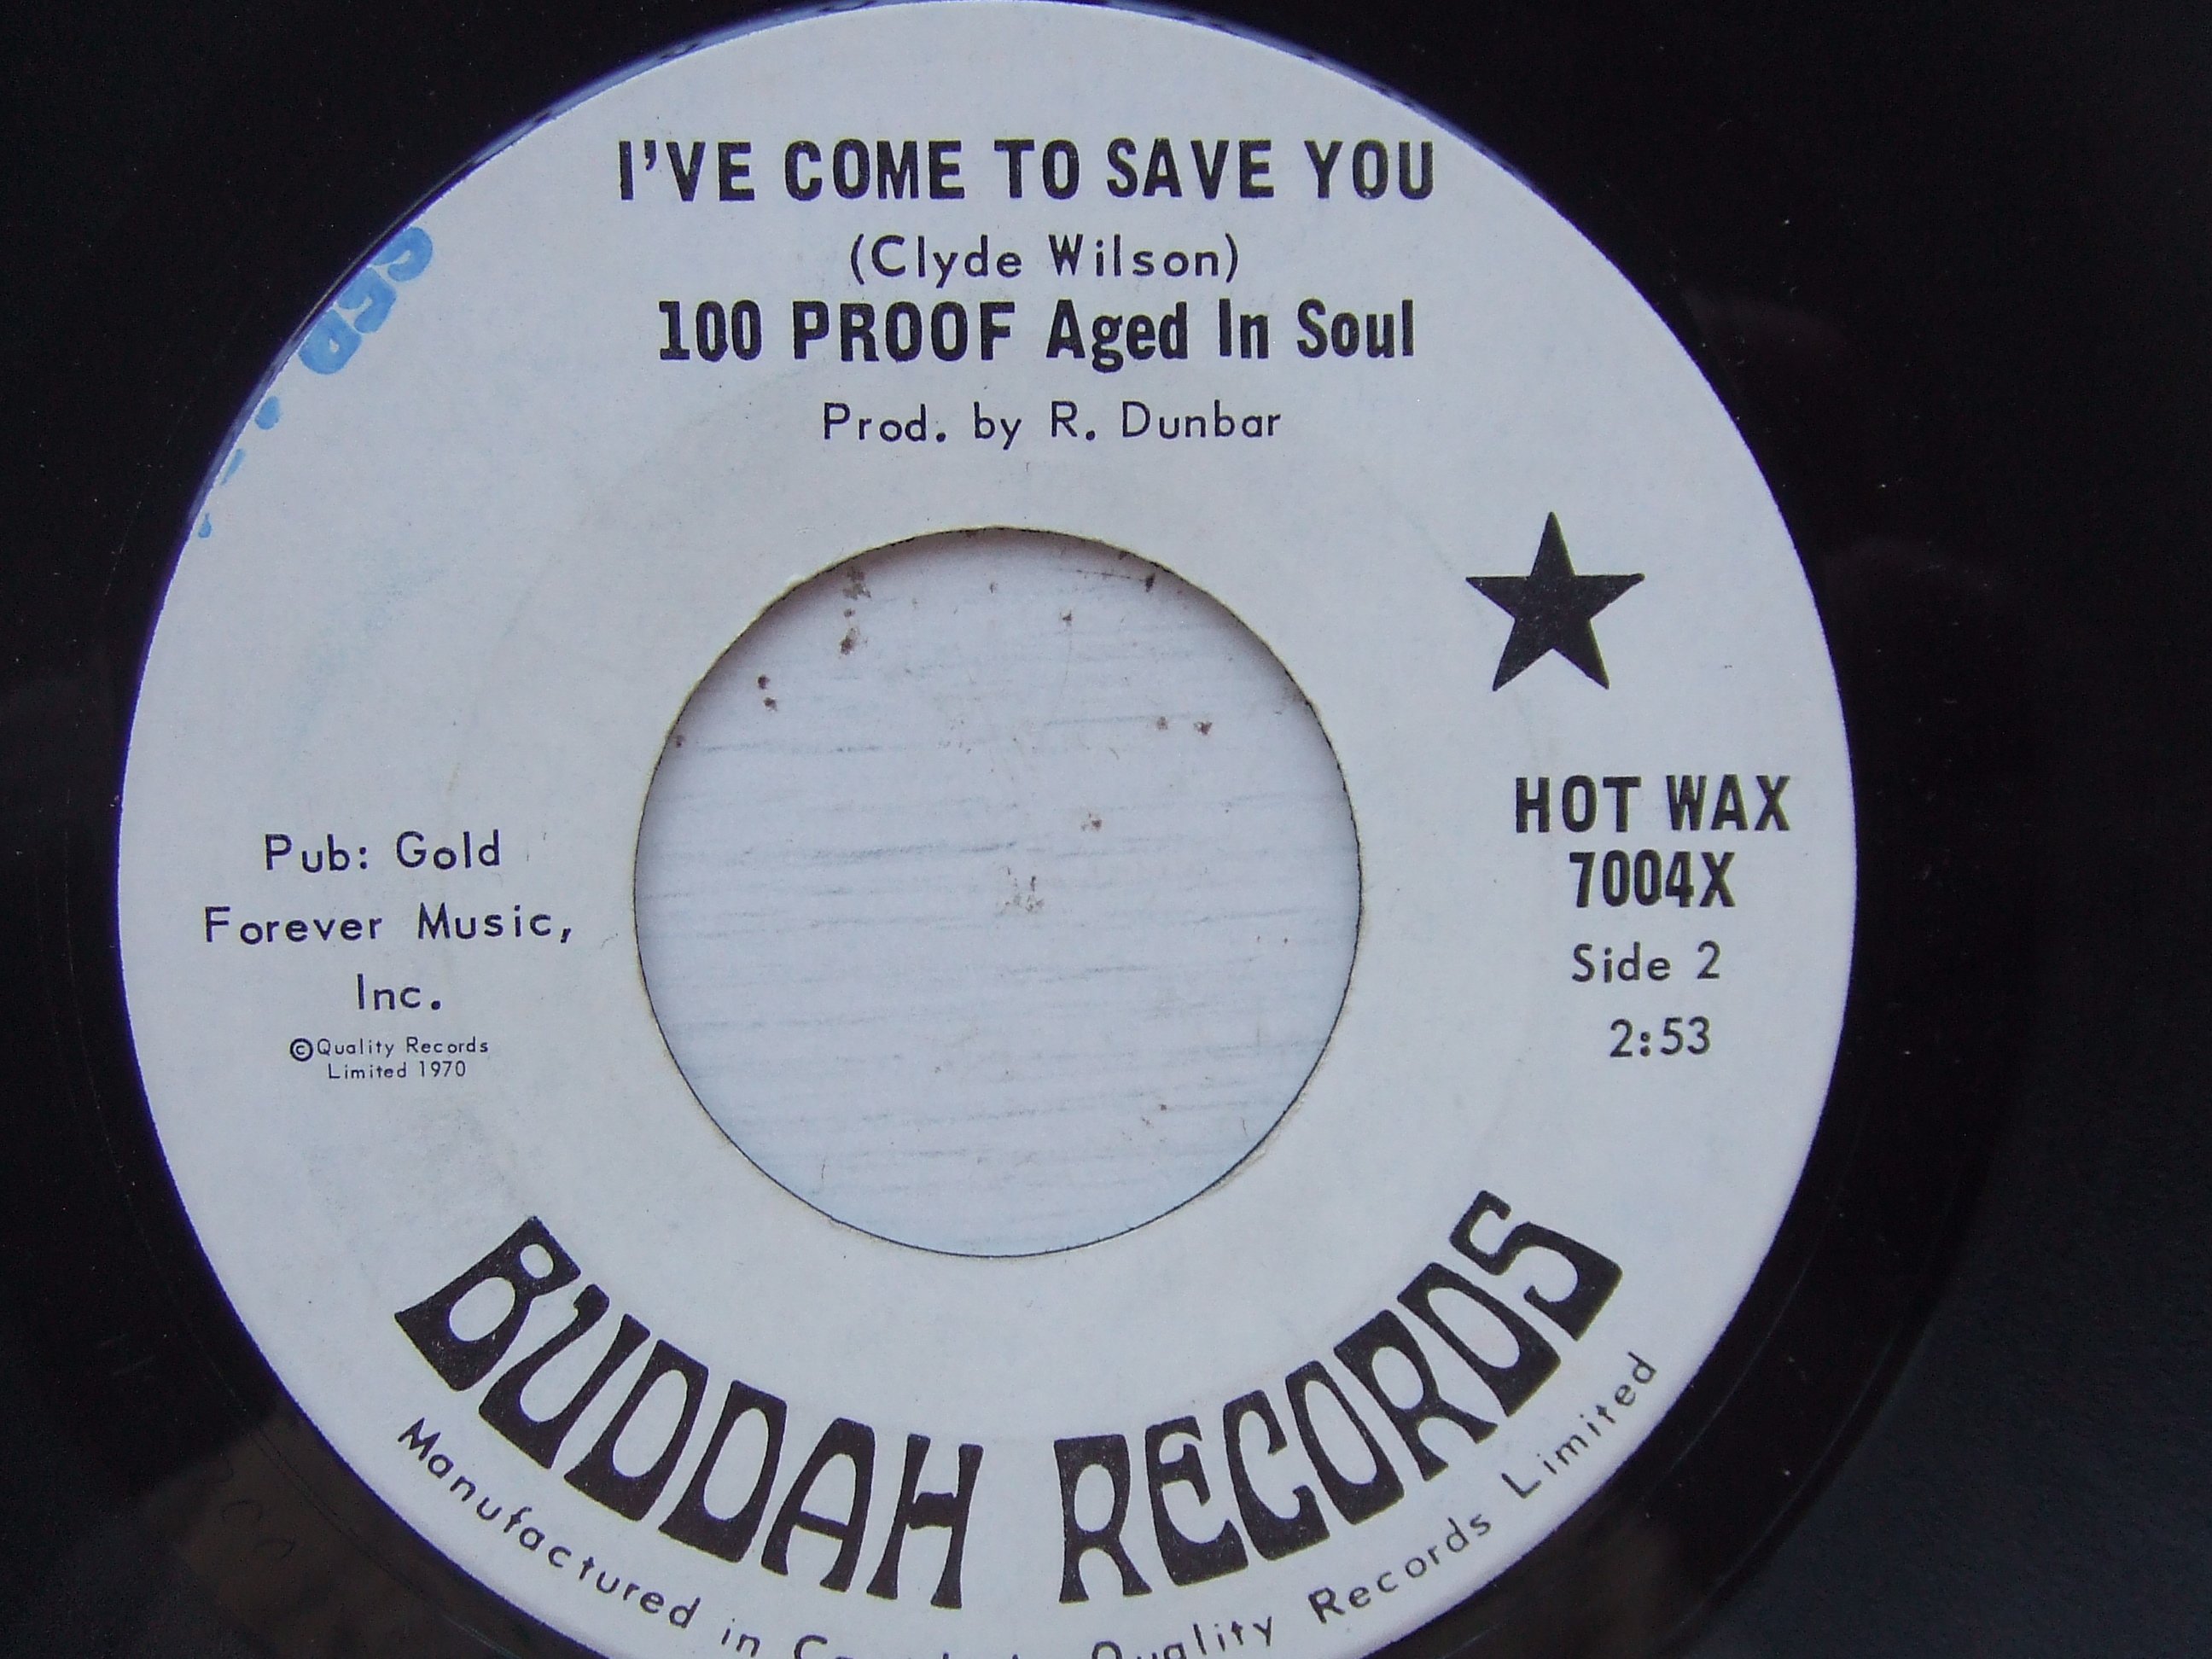 I'VE COME TO SAVE YOU
(Clyde Wilson)
100 PROOF Aged In Soul
Prod. by R. Dunbar
Pub: Gold
Forever Music,
Inc.
©Quality Records
Limited 1970
HOT WAX
7004X
Side 2
2:53
BUDDAH RECORDS
Manufactured in Quality Records Limited